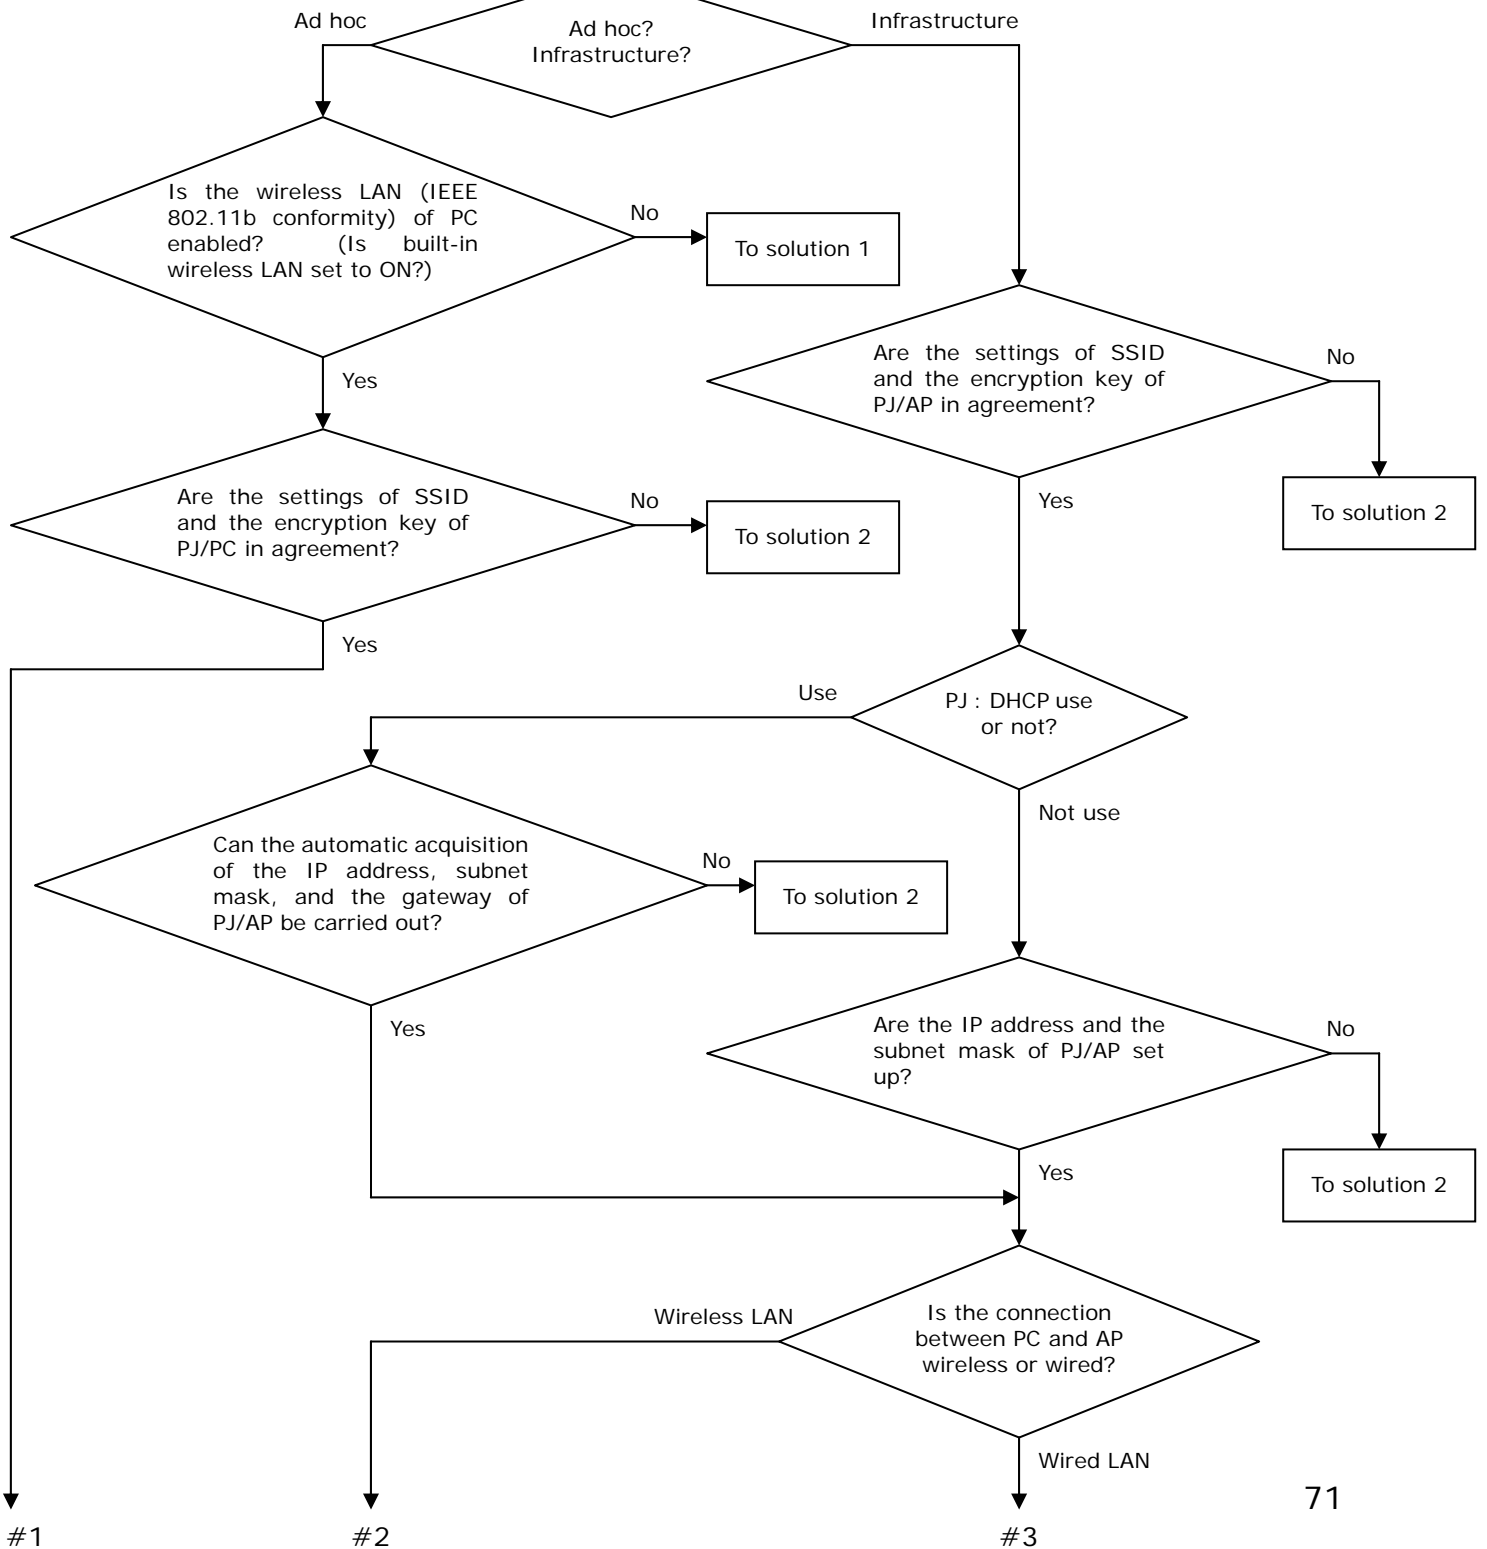 Ad hoc
Infrastructure
Ad hoc?
Infrastructure?
Is the wireless LAN (IEEE
802.11b conformity) of PC
enabled? (Is built-in
wireless LAN set to ON?)
No
To solution 1
Yes
Are the settings of SSID
and the encryption key of
PJ/AP in agreement?
No
To solution 2
Yes
Are the settings of SSID
and the encryption key of
PJ/PC in agreement?
No
To solution 2
Yes
PJ : DHCP use
or not?
Use
Not use
Can the automatic acquisition
of the IP address, subnet
mask, and the gateway of
PJ/AP be carried out?
No
To solution 2
Yes
Are the IP address and the
subnet mask of PJ/AP set
up?
No
To solution 2
Yes
Is the connection
between PC and AP
wireless or wired?
Wireless LAN
Wired LAN
71
#1
#2
#3